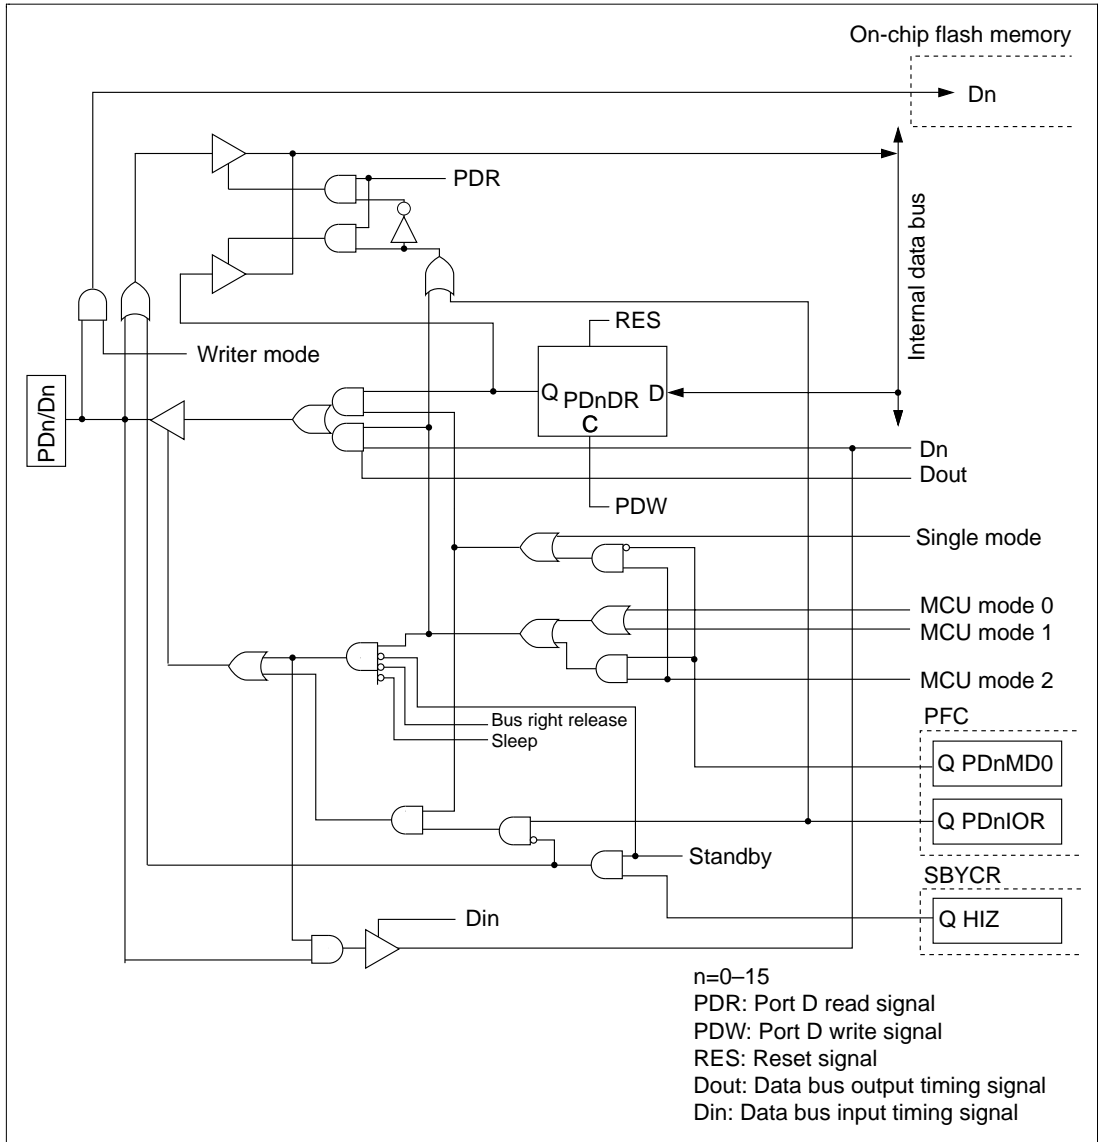 On-chip flash memory
Dn
PDR
Internal data bus
RES
Writer mode
Q PDnDR D
C
PDn/Dn
Dn
Dout
PDW
Single mode
MCU mode 0
MCU mode 1
MCU mode 2
Bus right release
Sleep
PFC
Q PDnMD0
Q PDnIOR
Standby
SBYCR
Q HIZ
Din
n=0–15
PDR: Port D read signal
PDW: Port D write signal
RES: Reset signal
Dout: Data bus output timing signal
Din: Data bus input timing signal